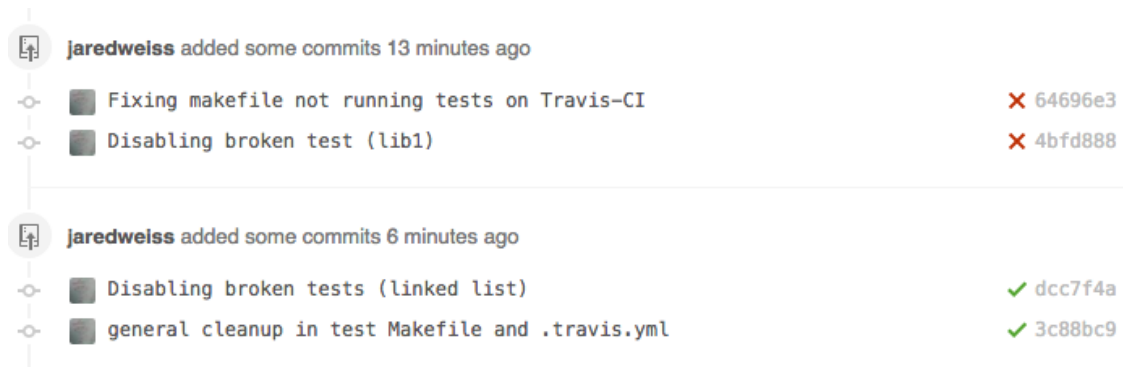 jaredweiss added some commits 13 minutes ago
Fixing makefile not running tests on Travis-CI 64696e3
Disabling broken test (lib1) 4bfd888
jaredweiss added some commits 6 minutes ago
Disabling broken tests (linked list) dcc7f4a
general cleanup in test Makefile and .travis.yml 3c88bc9